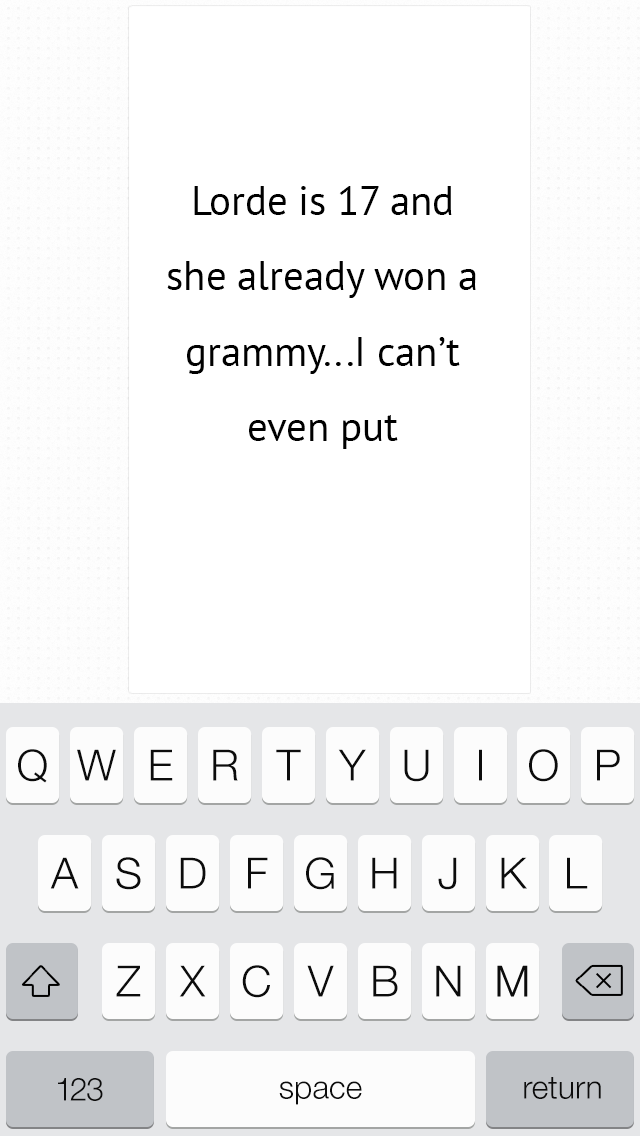 Lorde is 17 and
she already won a
grammy...I can’t
even put
Q W E R T Y U I O P
A S D F G H J K L
Z X C V B N M
123 space return